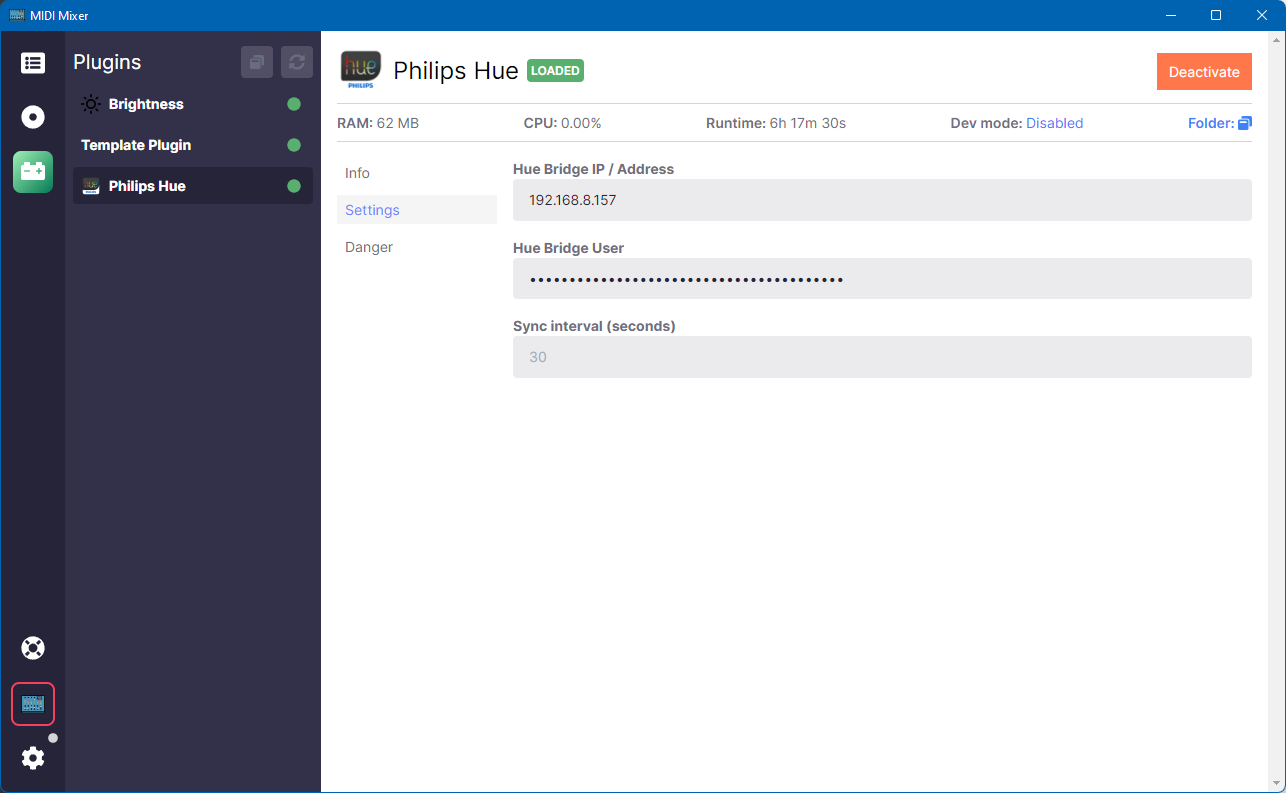 MIDI Mixer
Plugins
Brightness
Template Plugin
Philips Hue
hue
PHILIPS
Philips Hue LOADED
Deactivate
RAM: 62 MB CPU: 0.00% Runtime: 6h 17m 30s Dev mode: Disabled Folder:
Info
Settings
Danger
Hue Bridge IP / Address
192.168.8.157
Hue Bridge User
••••••••••••••••••••••••••••••••••••••••
Sync interval (seconds)
30